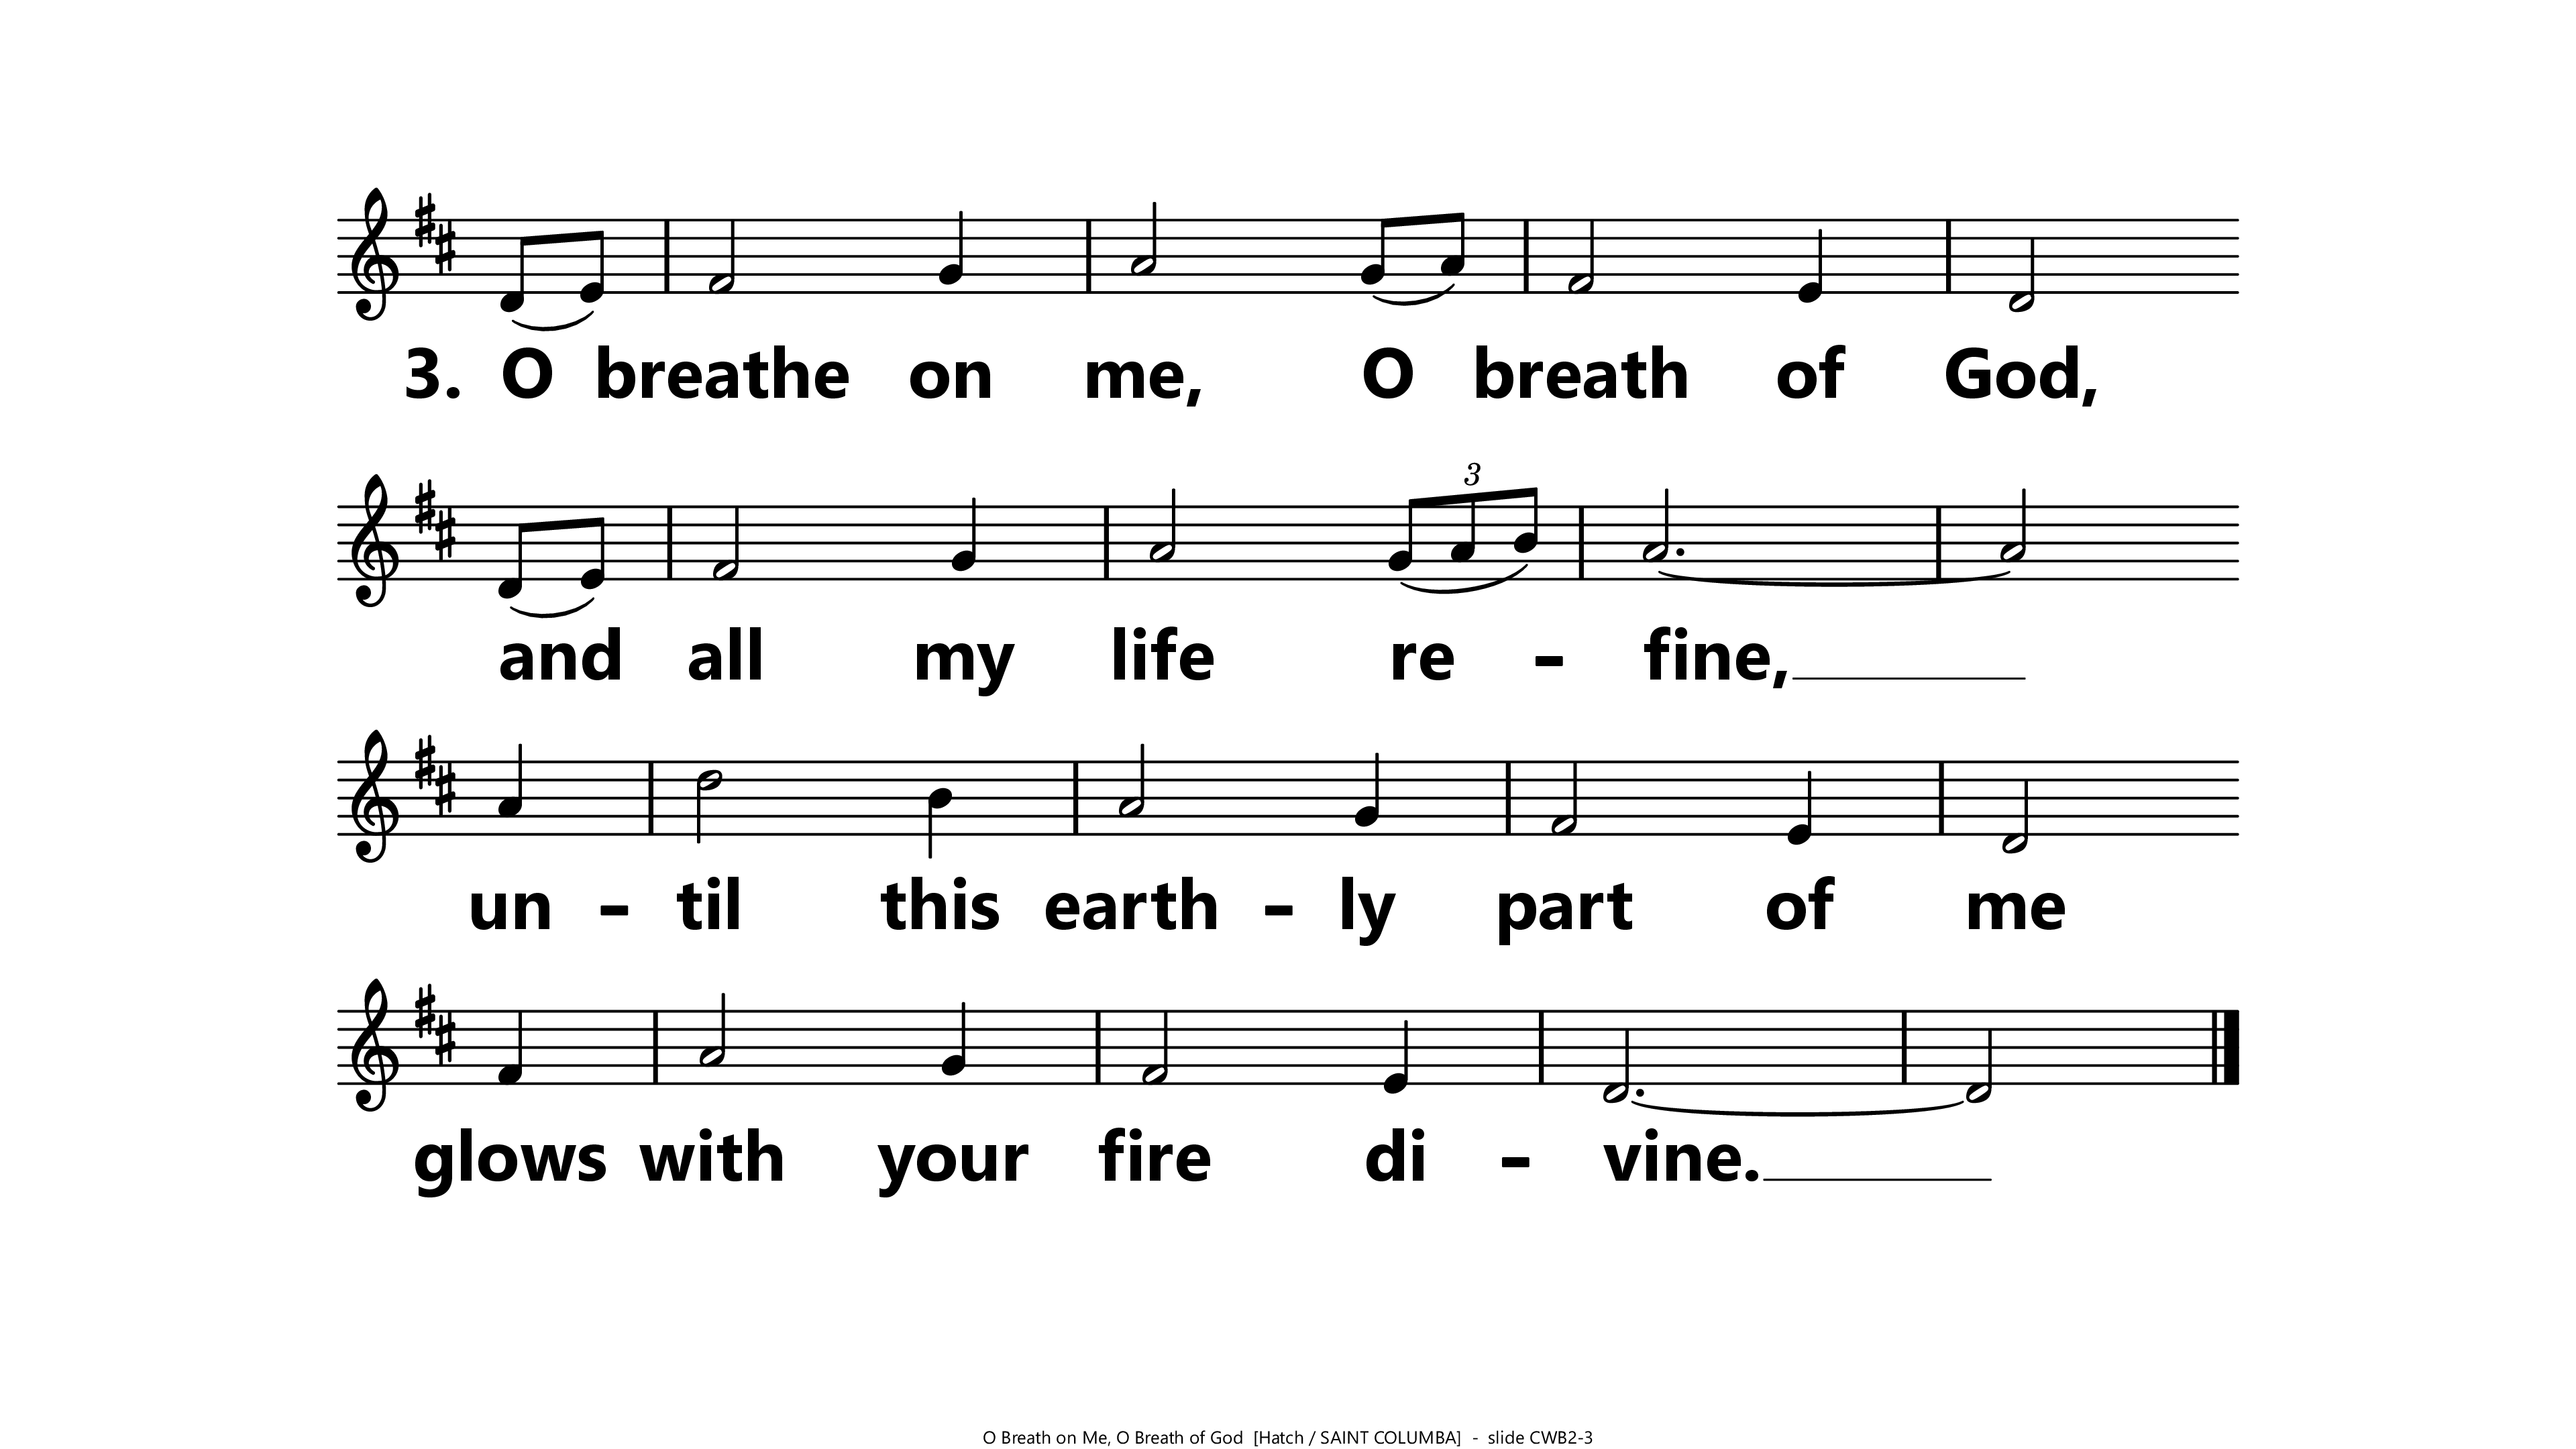 3. O breathe on me, O breath of God,
3
and all my life re - fine,
un - til this earth - ly part of me
glows with your fire di - vine.
O Breath on Me, O Breath of God [Hatch / SAINT COLUMBA] - slide CWB2-3